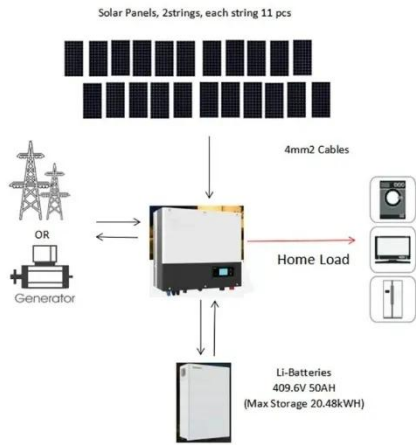 Solar Panels, 2strings, each string 11 pcs
4mm2 Cables
OR
Generator
Home Load
Li-Batteries
409.6V 50AH
(Max Storage 20.48kWH)